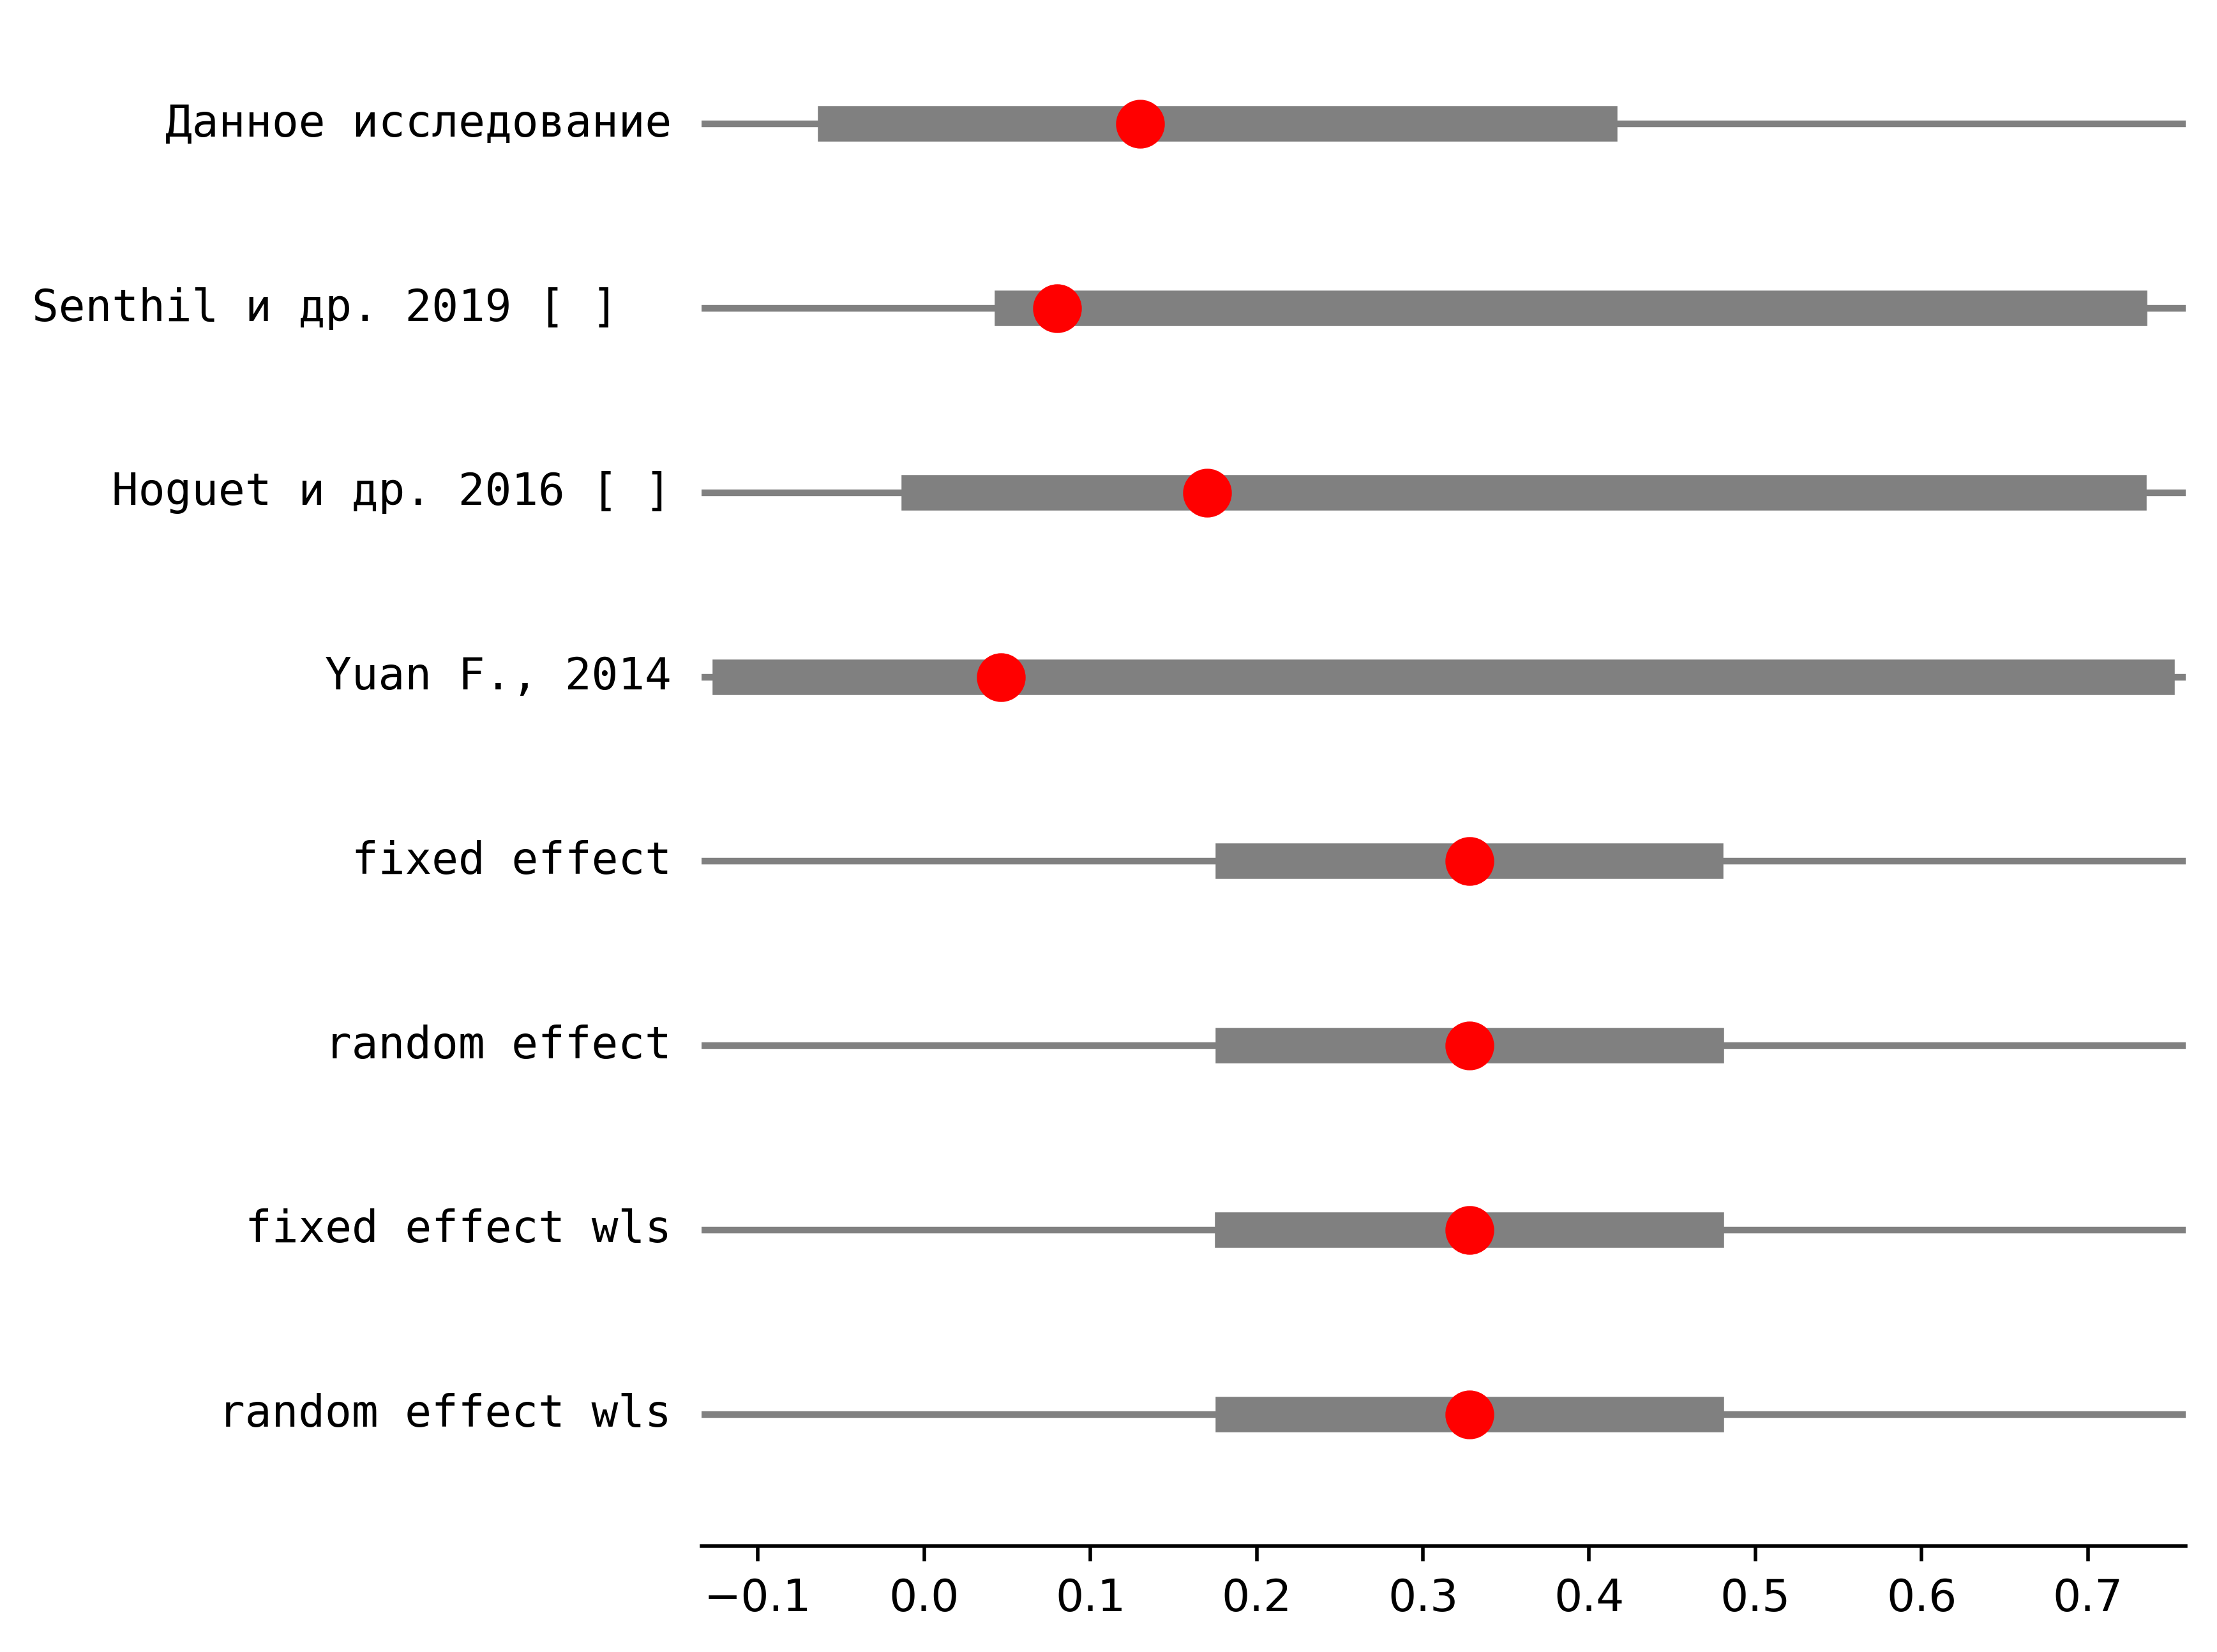 Данное исследование
Senthil и др. 2019 [ ]
Hoguet и др. 2016 [ ]
Yuan F., 2014
fixed effect
random effect
fixed effect wls
random effect wls
−0.1 0.0 0.1 0.2 0.3 0.4 0.5 0.6 0.7